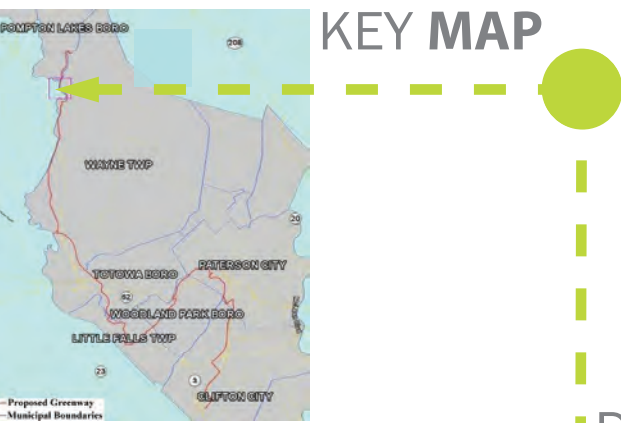 KEY MAP
POMPTON LAKES BORO
208
WAYNE TWP
20
PATERSON CITY
TOTOWA BORO
62
WOODLAND PARK BORO
LITTLE FALLS TWP
23
3
CLIFTON CITY
Proposed Greenway
Municipal Boundaries